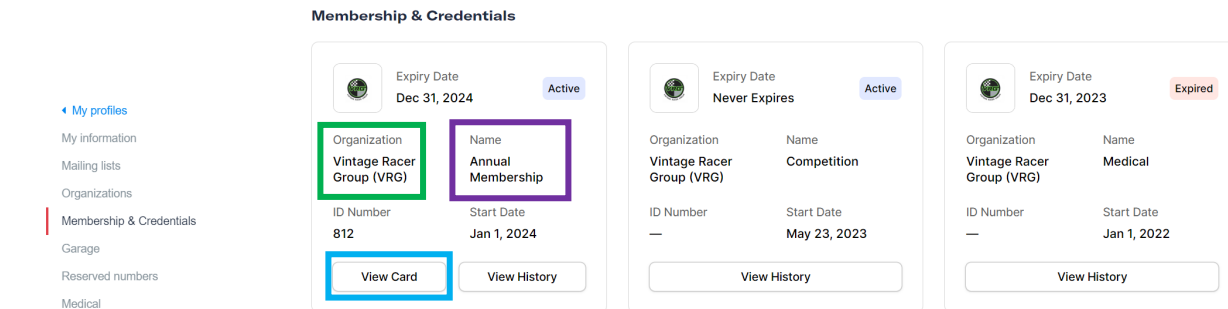 Membership & Credentials
My profiles
My information
Mailing lists
Organizations
Membership & Credentials
Garage
Reserved numbers
Medical
Expiry Date
Dec 31, 2024
Active
Organization
Vintage Racer
Group (VRG)
Name
Annual
Membership
ID Number
812
Start Date
Jan 1, 2024
View Card
View History
Expiry Date
Never Expires
Active
Organization
Vintage Racer
Group (VRG)
Name
Competition
ID Number
—
Start Date
May 23, 2023
View History
Expiry Date
Dec 31, 2023
Expired
Organization
Vintage Racer
Group (VRG)
Name
Medical
ID Number
—
Start Date
Jan 1, 2022
View History